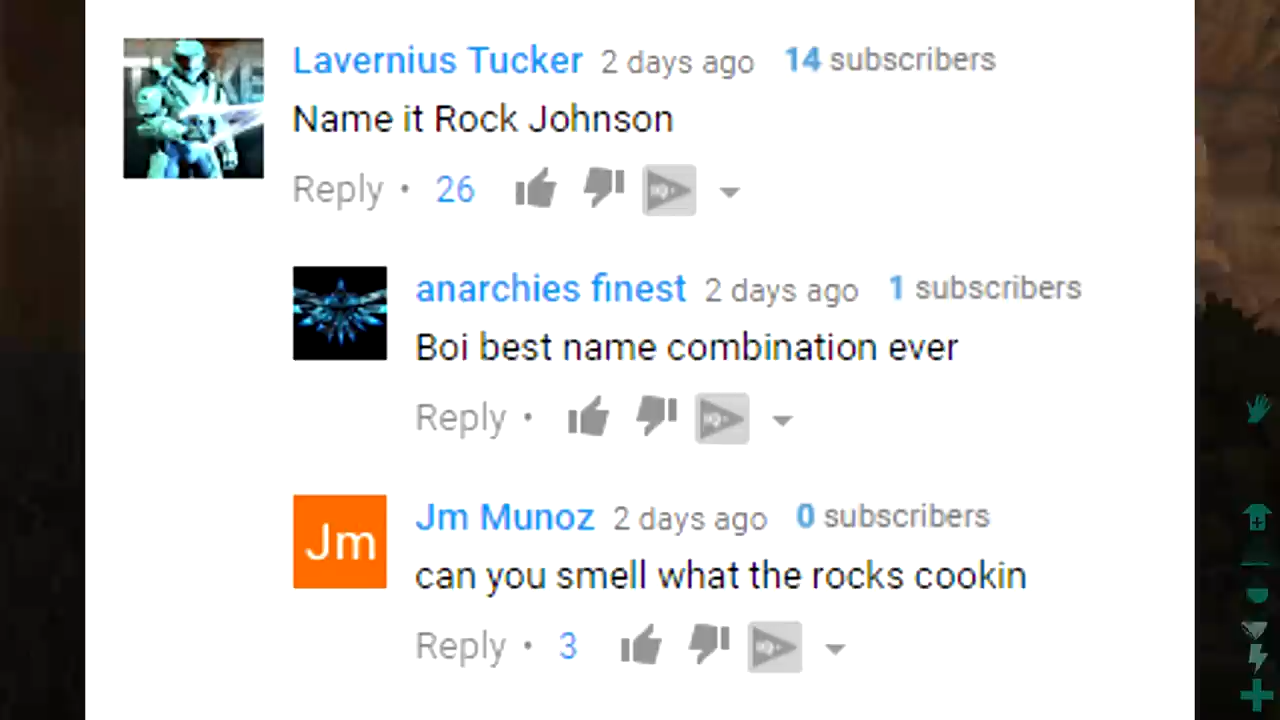 Lavernius Tucker 2 days ago 14 subscribers
Name it Rock Johnson
Reply • 26
anarchies finest 2 days ago 1 subscribers
Boi best name combination ever
Reply •
Jm
Jm Munoz 2 days ago 0 subscribers
can you smell what the rocks cookin
Reply • 3